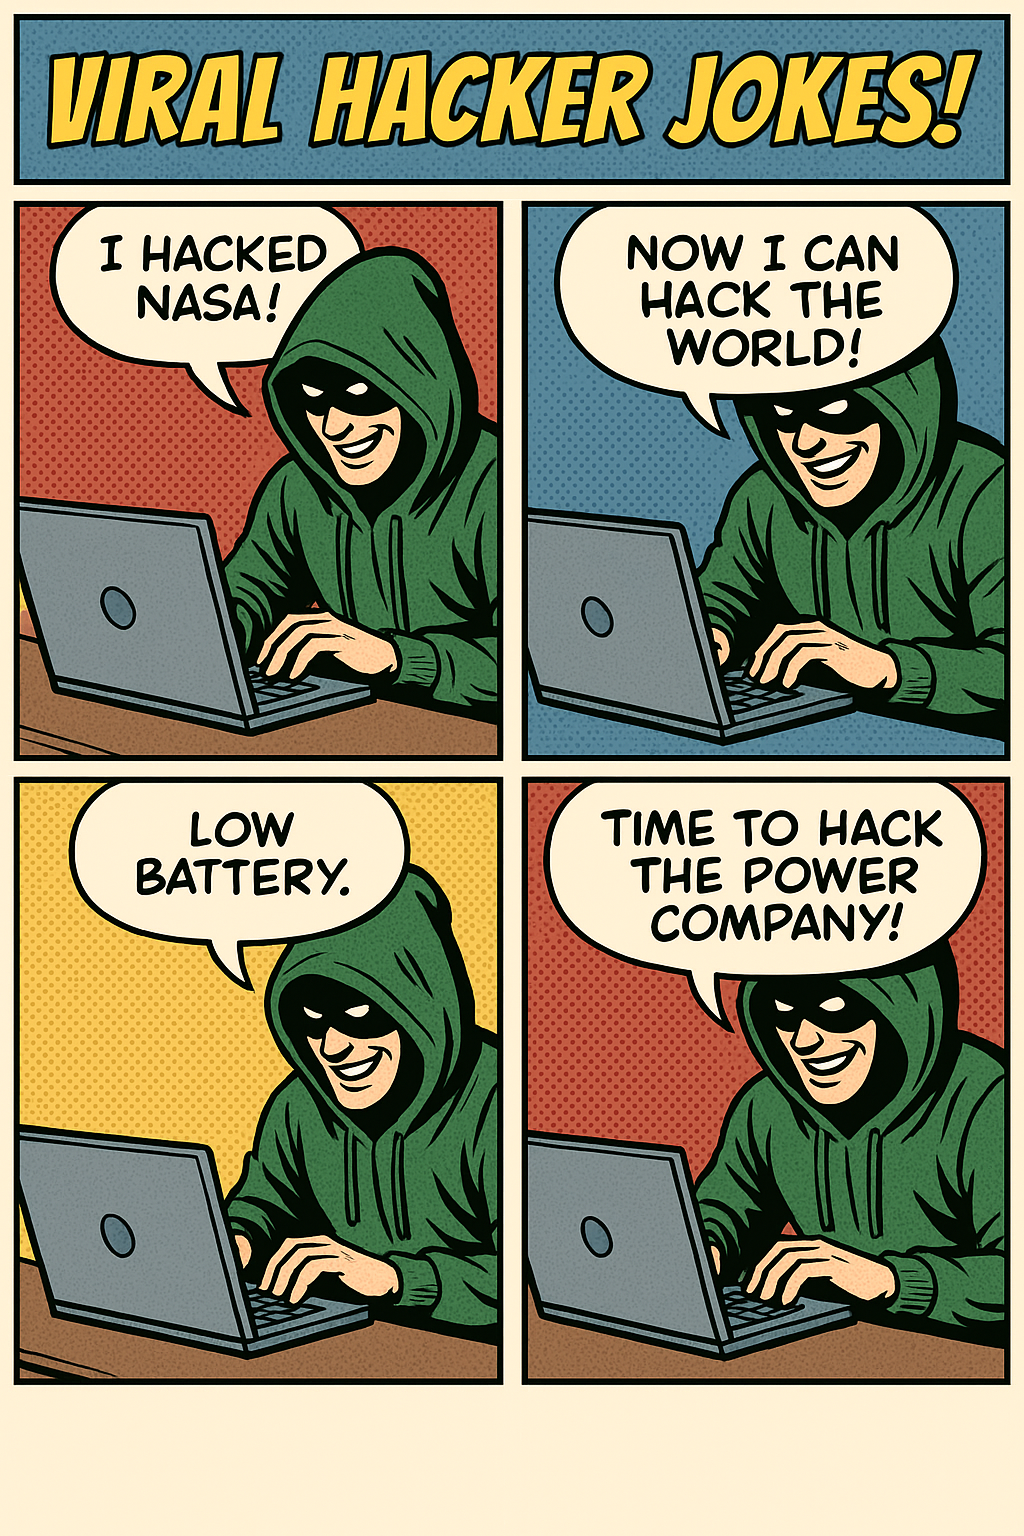 VIRAL HACKER JOKES!
I HACKED
NASA!
NOW I CAN
HACK THE
WORLD!
LOW
BATTERY.
TIME TO HACK
THE POWER
COMPANY!